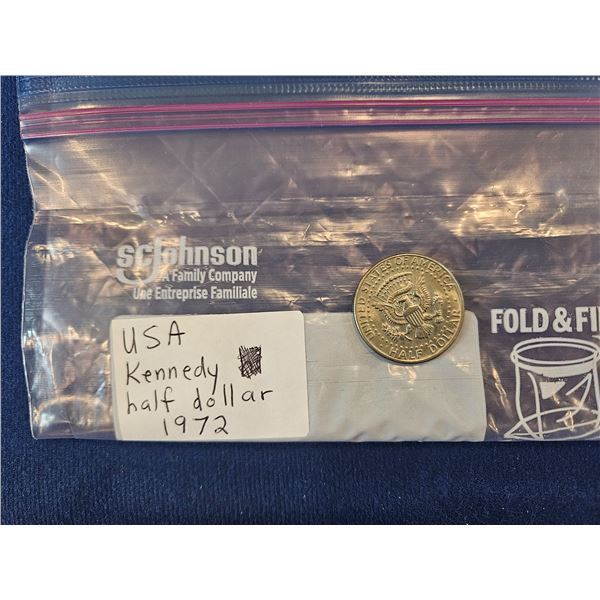 scjohnson
A Family Company
Une Entreprise Familiale
UNITED STATES OF AMERICA
HALF DOLLAR
FOLD & FI
USA
Kennedy
half dollar
1972